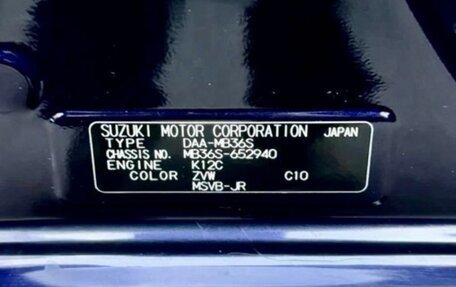 SUZUKI MOTOR CORPORATION JAPAN
TYPE DAA-MB36S
CHASSIS NO. MB36S-652940
ENGINE K12C
COLOR ZVW C10
MSVB-JR